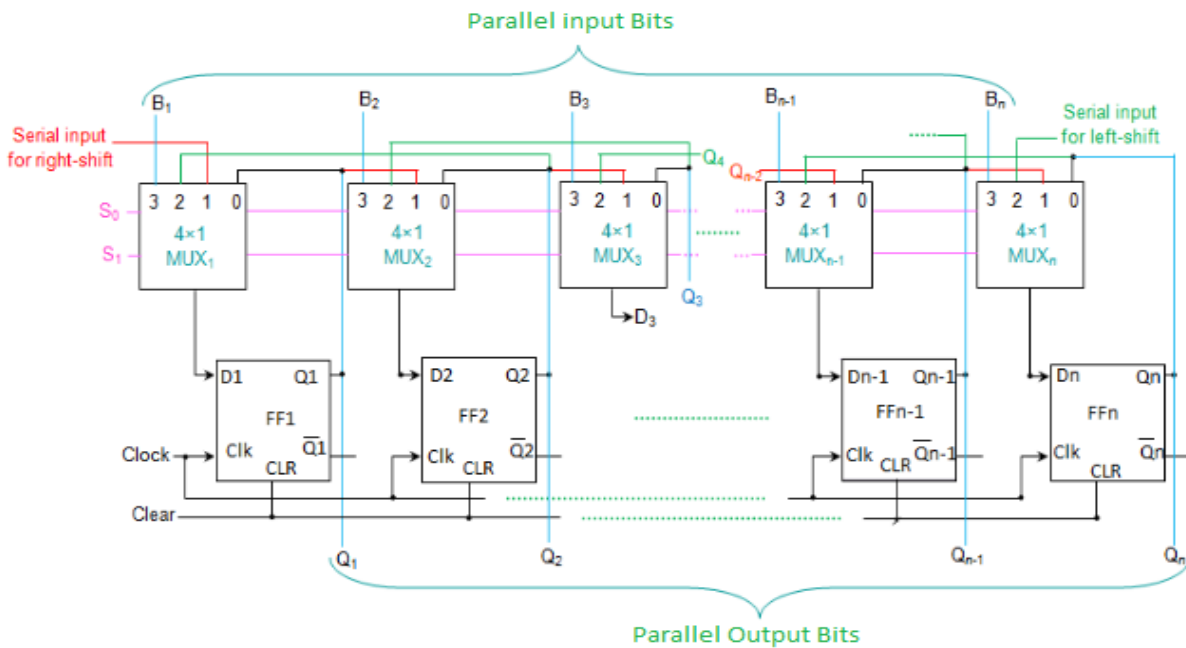 Parallel input Bits
B₁
B₂
B₃
Bₙ₋₁
Bₙ
Serial input
for right-shift
Serial input
for left-shift
Q₄
Qₙ₋₂
3 2 1 0
3 2 1 0
3 2 1 0
3 2 1 0
3 2 1 0
S₀
S₁
4×1
MUX₁
4×1
MUX₂
4×1
MUX₃
4×1
MUXₙ₋₁
4×1
MUXₙ
Q₃
D₃
D1 Q1
FF1
Clk Q̅1
CLR
D2 Q2
FF2
Clk Q̅2
CLR
Dn-1 Qn-1
FFn-1
Clk Q̅n-1
CLR
Dn Qn
FFn
Clk Q̅n
CLR
Clock
Clear
Q₁
Q₂
Qₙ₋₁
Qₙ
Parallel Output Bits